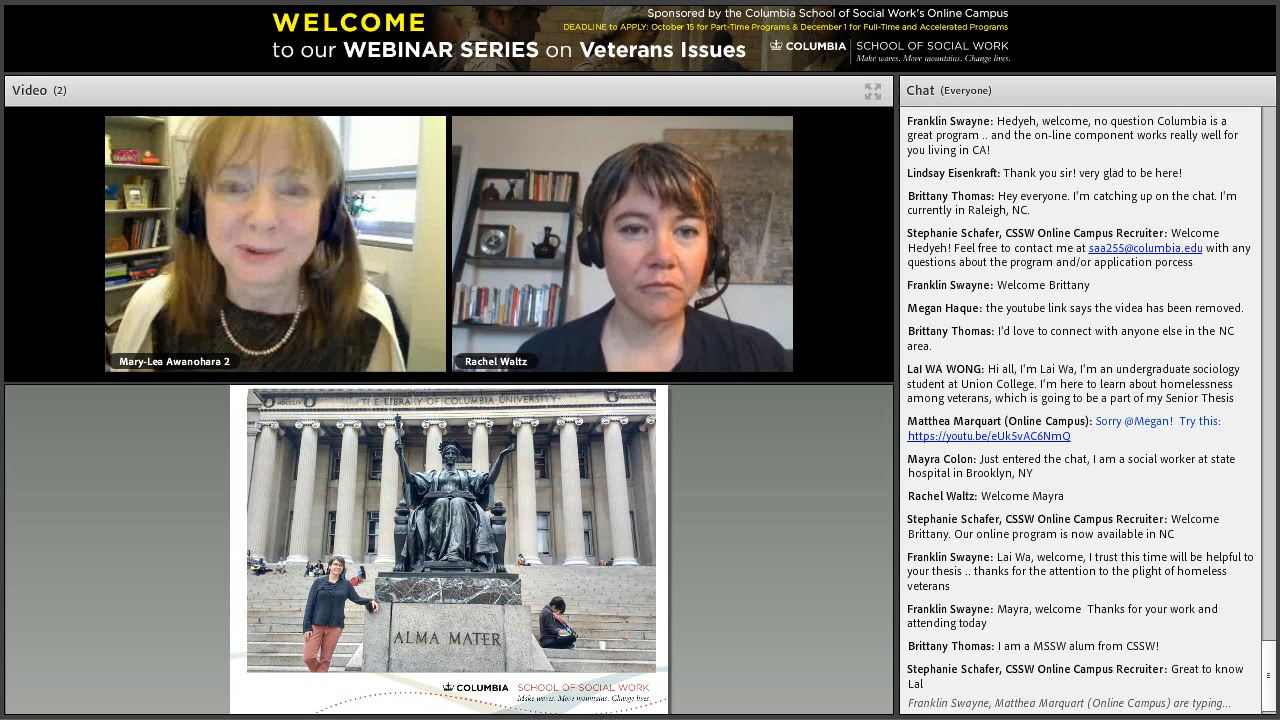 WELCOME
to our WEBINAR SERIES on Veterans Issues
Sponsored by the Columbia School of Social Work's Online Campus
DEADLINE to APPLY: October 15 for Part-Time Programs & December 1 for Full-Time and Accelerated Programs
COLUMBIA SCHOOL OF SOCIAL WORK
Make waves. Move mountains. Change lives.
Video (2)
Mary-Lea Awanohara 2
Rachel Waltz
THE LIBRARY OF COLUMBIA UNIVERSITY
ALMA MATER
COLUMBIA SCHOOL OF SOCIAL WORK
Make waves. Move mountains. Change lives
Chat (Everyone)
Franklin Swayne: Hedyeh, welcome, no question Columbia is a
great program .. and the on-line component works really well for
you living in CA!
Lindsay Eisenkraft: Thank you sir! very glad to be here!
Brittany Thomas: Hey everyone. I'm catching up on the chat. I'm
currently in Raleigh, NC.
Stephanie Schafer, CSSW Online Campus Recruiter: Welcome
Hedyeh! Feel free to contact me at saa255@columbia.edu with any
questions about the program and/or application porcess
Franklin Swayne: Welcome Brittany
Megan Haque: the youtube link says the videa has been removed.
Brittany Thomas: I'd love to connect with anyone else in the NC
area.
LAI WA WONG: Hi all, I'm Lai Wa, I'm an undergraduate sociology
student at Union College. I'm here to learn about homelessness
among veterans, which is going to be a part of my Senior Thesis
Matthea Marquart (Online Campus): Sorry @Megan! Try this:
https://youtu.be/eUk5vAC6NmQ
Mayra Colon: Just entered the chat, I am a social worker at state
hospital in Brooklyn, NY
Rachel Waltz: Welcome Mayra
Stephanie Schafer, CSSW Online Campus Recruiter: Welcome
Brittany. Our online program is now available in NC
Franklin Swayne: Lai Wa, welcome, I trust this time will be helpful to
your thesis .. thanks for the attention to the plight of homeless
veterans
Franklin Swayne: Mayra, welcome Thanks for your work and
attending today
Brittany Thomas: I am a MSSW alum from CSSW!
Stephanie Schafer, CSSW Online Campus Recruiter: Great to know
LaI
Franklin Swayne, Matthea Marquart (Online Campus) are typing...